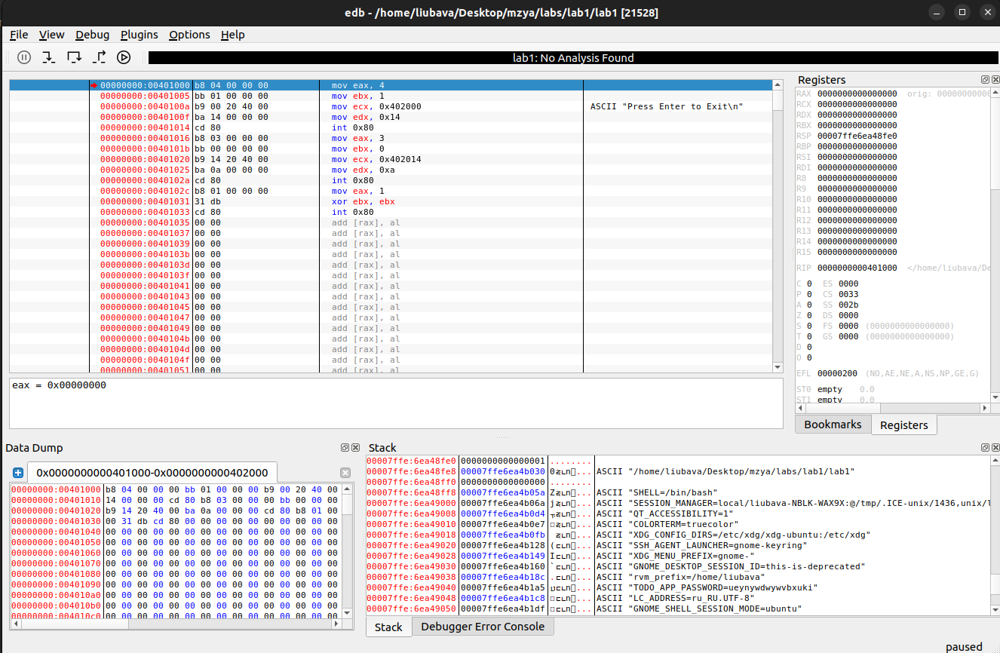 edb - /home/liubava/Desktop/mzya/labs/lab1/lab1 [21528]
File View Debug Plugins Options Help
lab1: No Analysis Found
00000000:00401000 b8 04 00 00 00 mov eax, 4
00000000:00401005 bb 01 00 00 00 mov ebx, 1
00000000:0040100a b9 00 20 40 00 mov ecx, 0x402000 ASCII "Press Enter to Exit\n"
00000000:0040100f ba 14 00 00 00 mov edx, 0x14
00000000:00401014 cd 80 int 0x80
00000000:00401016 b8 03 00 00 00 mov eax, 3
00000000:0040101b bb 00 00 00 00 mov ebx, 0
00000000:00401020 b9 14 20 40 00 mov ecx, 0x402014
00000000:00401025 ba 0a 00 00 00 mov edx, 0xa
00000000:0040102a cd 80 int 0x80
00000000:0040102c b8 01 00 00 00 mov eax, 1
00000000:00401031 31 db xor ebx, ebx
00000000:00401033 cd 80 int 0x80
00000000:00401035 00 00 add [rax], al
00000000:00401037 00 00 add [rax], al
00000000:00401039 00 00 add [rax], al
00000000:0040103b 00 00 add [rax], al
00000000:0040103d 00 00 add [rax], al
00000000:0040103f 00 00 add [rax], al
00000000:00401041 00 00 add [rax], al
00000000:00401043 00 00 add [rax], al
00000000:00401045 00 00 add [rax], al
00000000:00401047 00 00 add [rax], al
00000000:00401049 00 00 add [rax], al
00000000:0040104b 00 00 add [rax], al
00000000:0040104d 00 00 add [rax], al
00000000:0040104f 00 00 add [rax], al
00000000:00401051 00 00 add [rax], al
eax = 0x00000000
Registers
RAX 0000000000000000 orig: 00000000000
RCX 0000000000000000
RDX 0000000000000000
RBX 0000000000000000
RSP 00007ffe6ea48fe0
RBP 0000000000000000
RSI 0000000000000000
RDI 0000000000000000
R8 0000000000000000
R9 0000000000000000
R10 0000000000000000
R11 0000000000000000
R12 0000000000000000
R13 0000000000000000
R14 0000000000000000
R15 0000000000000000
RIP 0000000000401000 </home/liubava/De
C 0 ES 0000
P 0 CS 0033
A 0 SS 002b
Z 0 DS 0000
S 0 FS 0000 (0000000000000000)
T 0 GS 0000 (0000000000000000)
D 0
O 0
EFL 00000200 (NO,AE,NE,A,NS,NP,GE,G)
ST0 empty 0.0
ST1 empty 0.0
Bookmarks Registers
Data Dump
0x0000000000401000-0x0000000000402000
00000000:00401000 b8 04 00 00 00 bb 01 00 00 00 b9 00 20 40 00
00000000:00401010 14 00 00 00 cd 80 b8 03 00 00 00 bb 00 00 00
00000000:00401020 b9 14 20 40 00 ba 0a 00 00 00 cd 80 b8 01 00
00000000:00401030 00 31 db cd 80 00 00 00 00 00 00 00 00 00 00
00000000:00401040 00 00 00 00 00 00 00 00 00 00 00 00 00 00 00
00000000:00401050 00 00 00 00 00 00 00 00 00 00 00 00 00 00 00
00000000:00401060 00 00 00 00 00 00 00 00 00 00 00 00 00 00 00
00000000:00401070 00 00 00 00 00 00 00 00 00 00 00 00 00 00 00
00000000:00401080 00 00 00 00 00 00 00 00 00 00 00 00 00 00 00
00000000:00401090 00 00 00 00 00 00 00 00 00 00 00 00 00 00 00
00000000:004010a0 00 00 00 00 00 00 00 00 00 00 00 00 00 00 00
00000000:004010b0 00 00 00 00 00 00 00 00 00 00 00 00 00 00 00
00000000:004010c0 00 00 00 00 00 00 00 00 00 00 00 00 00 00 00
Stack
00007ffe:6ea48fe0 0000000000000001 ........
00007ffe:6ea48fe8 00007ffe6ea4b030 ASCII "/home/liubava/Desktop/mzya/labs/lab1/lab1"
00007ffe:6ea48ff0 0000000000000000 ........
00007ffe:6ea48ff8 00007ffe6ea4b05a ASCII "SHELL=/bin/bash"
00007ffe:6ea49000 00007ffe6ea4b06a ASCII "SESSION_MANAGER=local/liubava-NBLK-WAX9X:@/tmp/.ICE-unix/1436,unix/l
00007ffe:6ea49008 00007ffe6ea4b0d4 ASCII "QT_ACCESSIBILITY=1"
00007ffe:6ea49010 00007ffe6ea4b0e7 ASCII "COLORTERM=truecolor"
00007ffe:6ea49018 00007ffe6ea4b0fb ASCII "XDG_CONFIG_DIRS=/etc/xdg/xdg-ubuntu:/etc/xdg"
00007ffe:6ea49020 00007ffe6ea4b128 ASCII "SSH_AGENT_LAUNCHER=gnome-keyring"
00007ffe:6ea49028 00007ffe6ea4b149 ASCII "XDG_MENU_PREFIX=gnome-"
00007ffe:6ea49030 00007ffe6ea4b160 ASCII "GNOME_DESKTOP_SESSION_ID=this-is-deprecated"
00007ffe:6ea49038 00007ffe6ea4b18c ASCII "rvm_prefix=/home/liubava"
00007ffe:6ea49040 00007ffe6ea4b1a5 ASCII "TODO_APP_PASSWORD=ueynywdwywvbxuki"
00007ffe:6ea49048 00007ffe6ea4b1c8 ASCII "LC_ADDRESS=ru_RU.UTF-8"
00007ffe:6ea49050 00007ffe6ea4b1df ASCII "GNOME_SHELL_SESSION_MODE=ubuntu"
Stack Debugger Error Console
paused